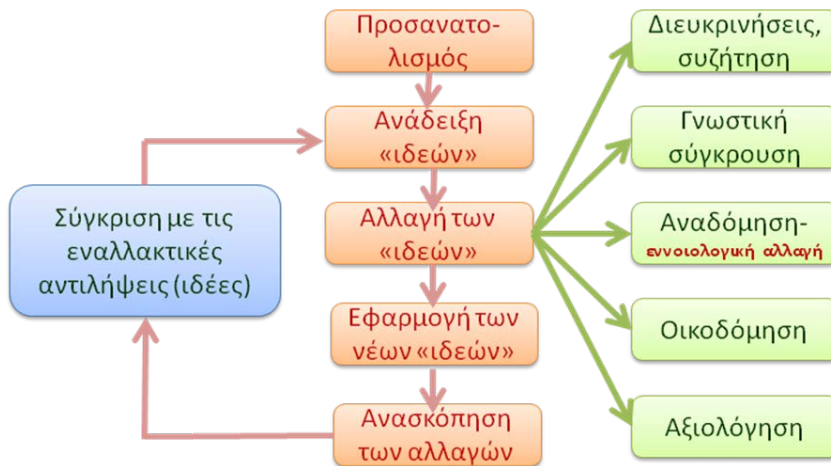 Προσανατο-
λισμός
Ανάδειξη
«ιδεών»
Αλλαγή των
«ιδεών»
Εφαρμογή των
νέων «ιδεών»
Ανασκόπηση
των αλλαγών
Σύγκριση με τις
εναλλακτικές
αντιλήψεις (ιδέες)
Διευκρινήσεις,
συζήτηση
Γνωστική
σύγκρουση
Αναδόμηση-
εννοιολογική αλλαγή
Οικοδόμηση
Αξιολόγηση